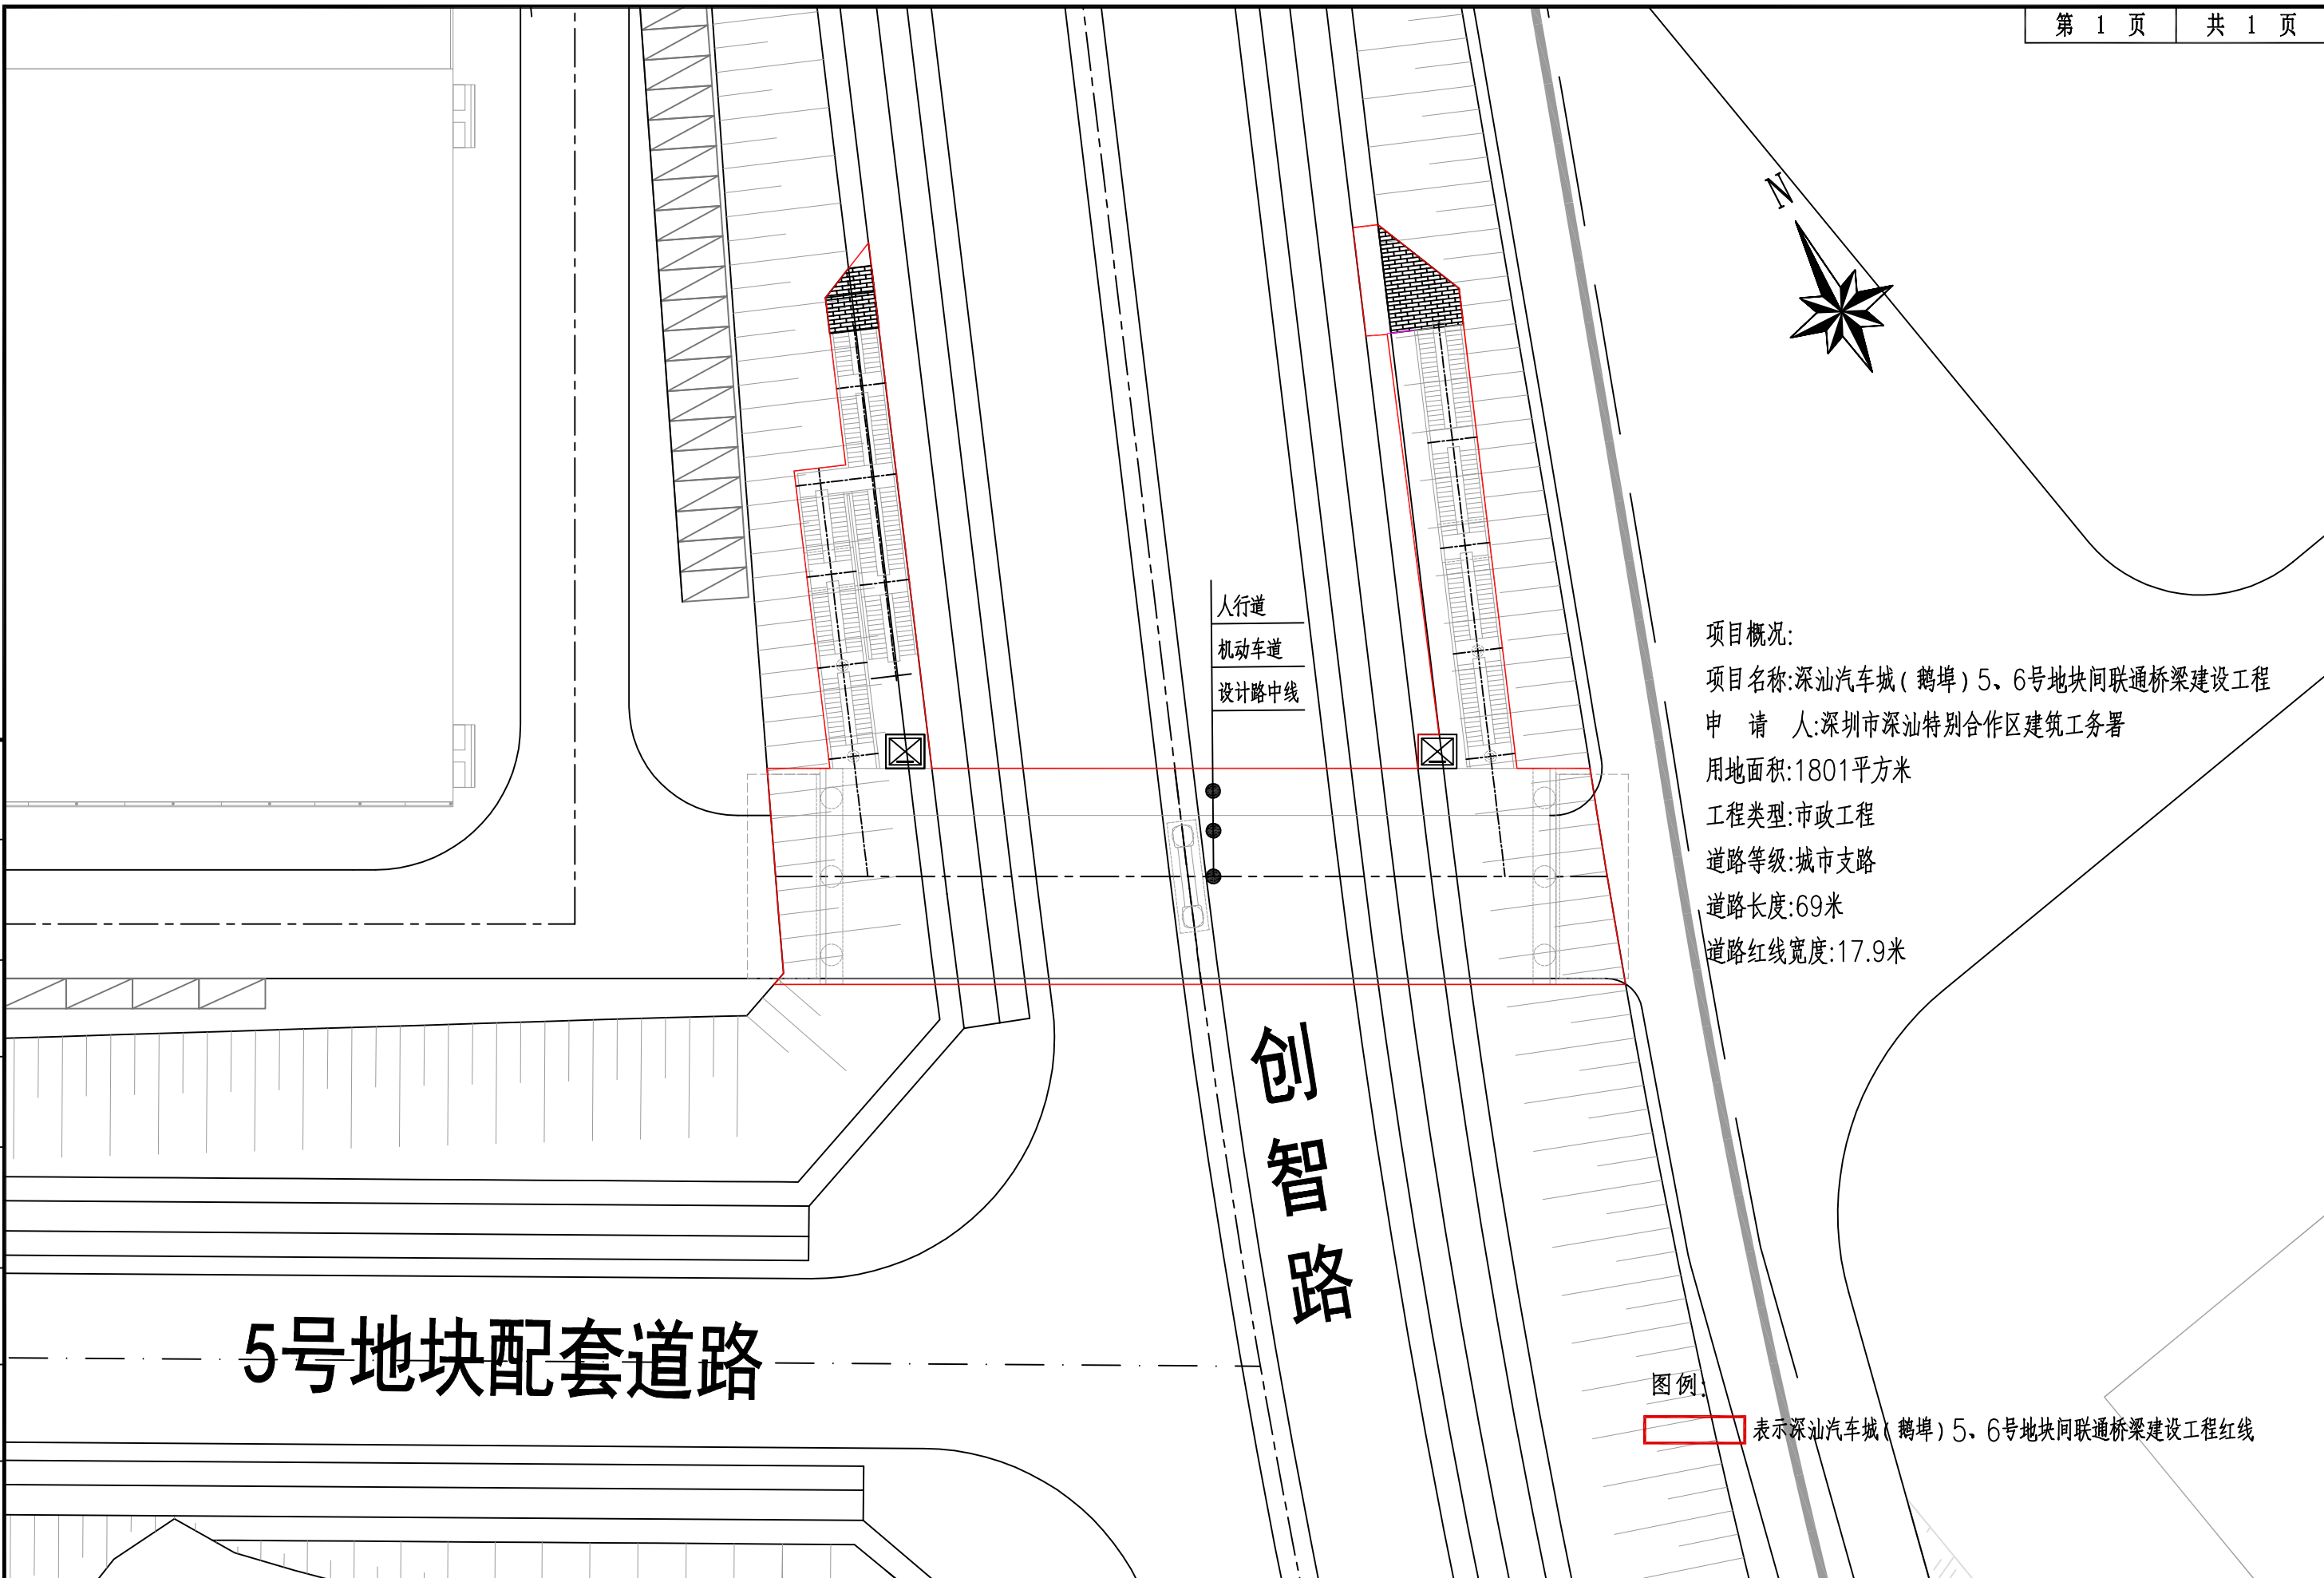 第 1 页 共 1 页
N
人行道
机动车道
设计路中线
项目概况:
项目名称:深汕汽车城(鹅埠)5、6号地块间联通桥梁建设工程
申 请 人:深圳市深汕特别合作区建筑工务署
用地面积:1801平方米
工程类型:市政工程
道路等级:城市支路
道路长度:69米
道路红线宽度:17.9米
创
智
路
5号地块配套道路
图例:
表示深汕汽车城(鹅埠)5、6号地块间联通桥梁建设工程红线